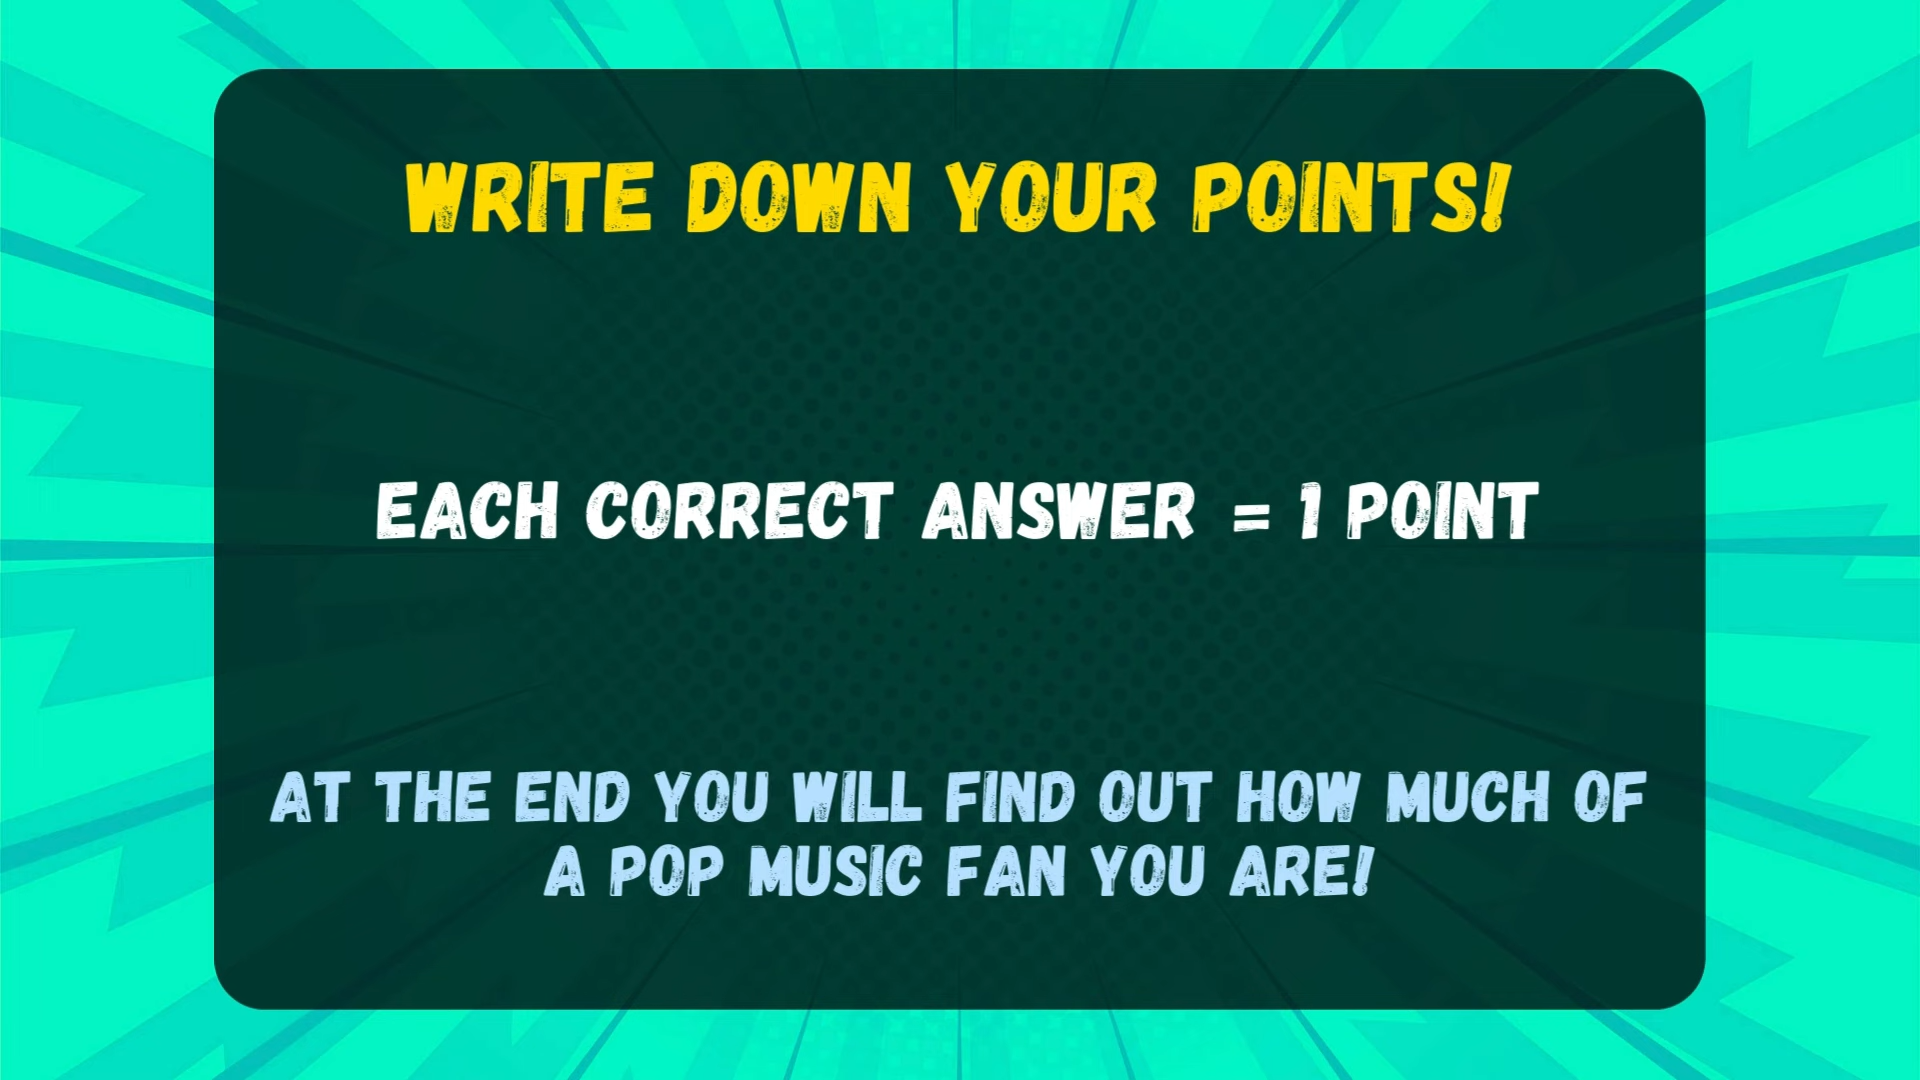 WRITE DOWN YOUR POINTS!
EACH CORRECT ANSWER = 1 POINT
AT THE END YOU WILL FIND OUT HOW MUCH OF
A POP MUSIC FAN YOU ARE!